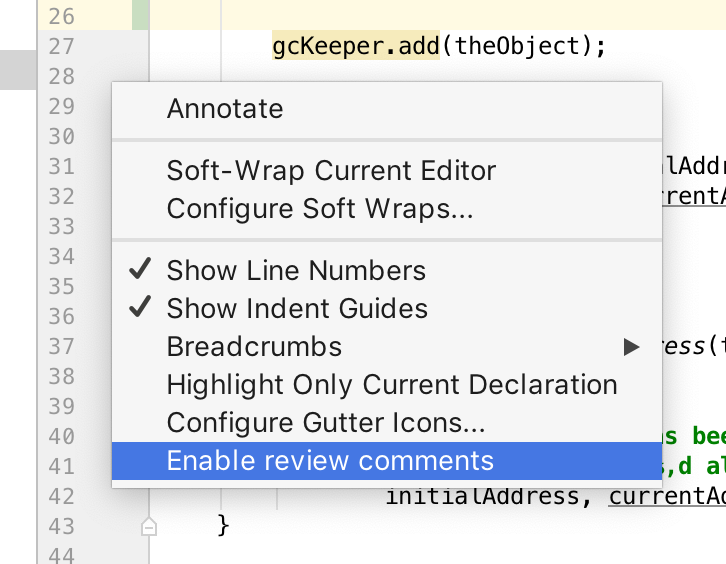 26
27 gcKeeper.add(theObject);
28
29
30
31
32
33
34
35
36
37
38
39
40
41
42 initialAddress,
43 }
44
Annotate
Soft-Wrap Current Editor
Configure Soft Wraps...
✓ Show Line Numbers
✓ Show Indent Guides
Breadcrumbs
Highlight Only Current Declaration
Configure Gutter Icons...
Enable review comments